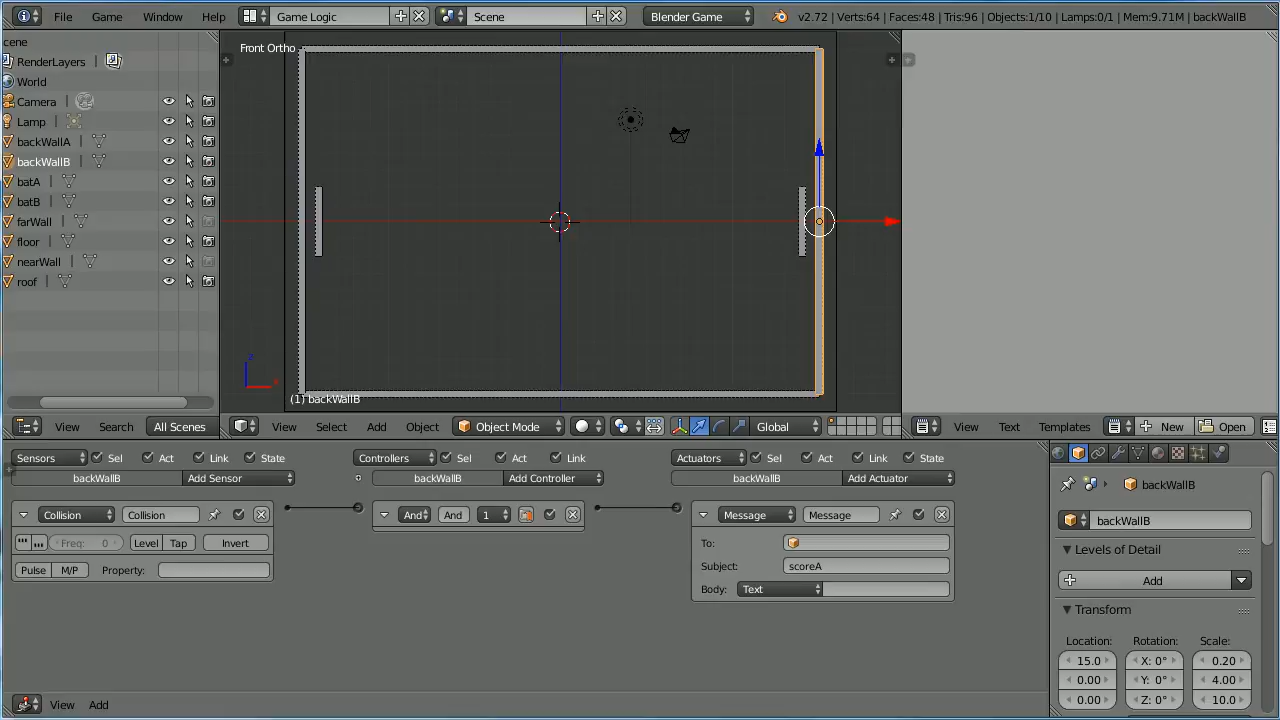 File Game Window Help Game Logic Scene Blender Game v2.72 | Verts:64 | Faces:48 | Tris:96 | Objects:1/10 | Lamps:0/1 | Mem:9.71M | backWallB
cene
RenderLayers |
World
Camera |
Lamp |
backWallA |
backWallB |
batA |
batB |
farWall |
floor |
nearWall |
roof |
Front Ortho
z
x
(1) backWallB
View Search All Scenes
View Select Add Object Object Mode Global
View Text Templates New Open
Sensors Sel Act Link State
backWallB Add Sensor
Collision Collision
Freq: 0 Level Tap Invert
Pulse M/P Property:
Controllers Sel Act Link
backWallB Add Controller
And And 1
Actuators Sel Act Link State
backWallB Add Actuator
Message Message
To:
Subject: scoreA
Body: Text
View Add
backWallB
backWallB
Levels of Detail
Add
Transform
Location: Rotation: Scale:
15.0 X: 0° 0.20
0.00 Y: 0° 4.00
0.00 Z: 0° 10.0